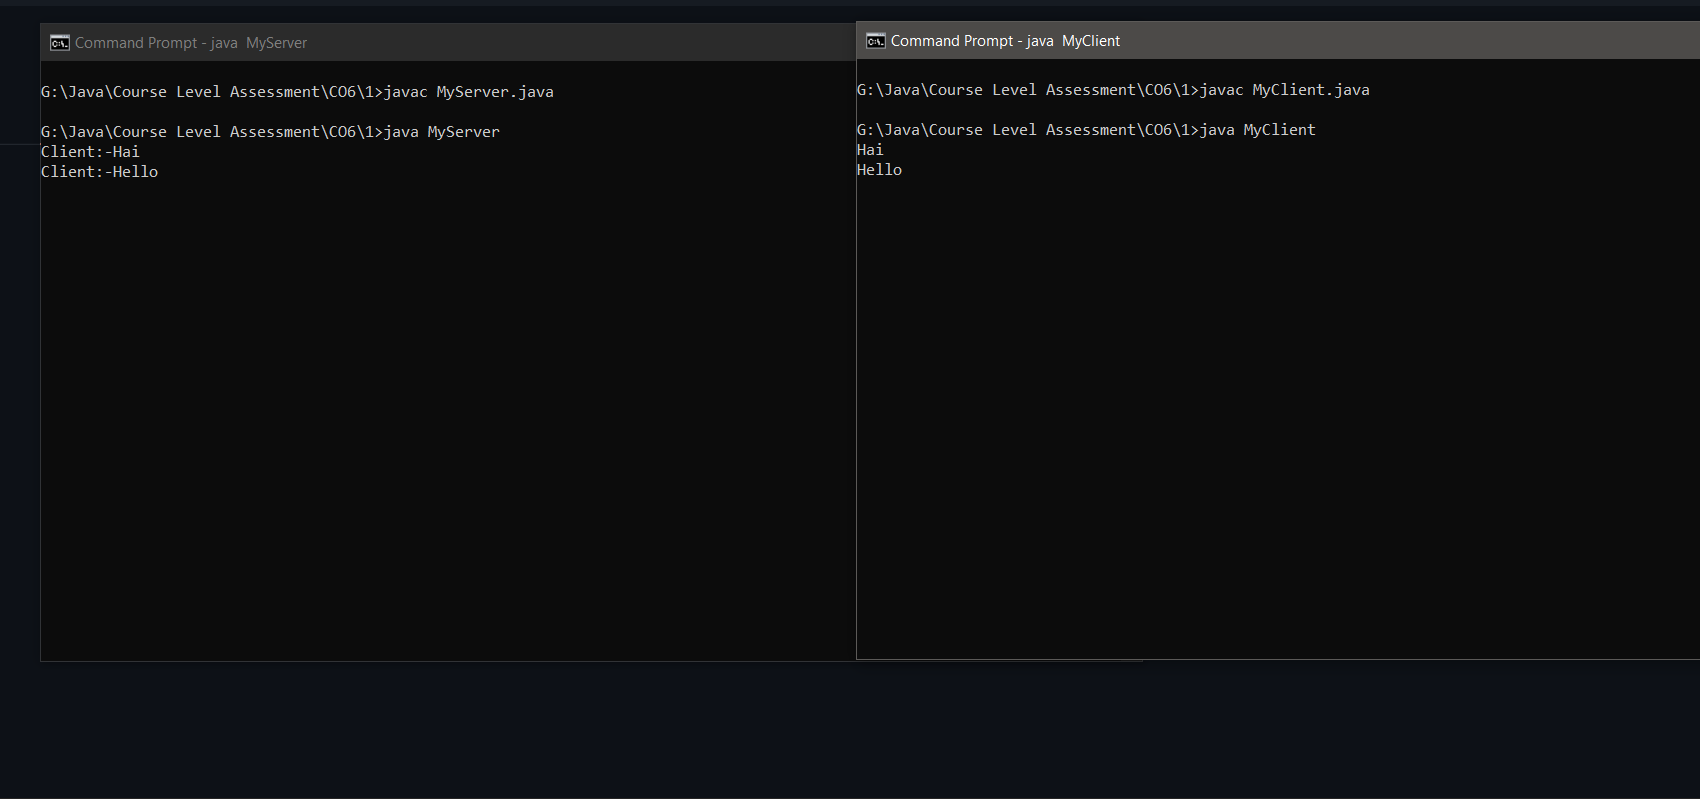 Command Prompt - java  MyServer
G:\Java\Course Level Assessment\CO6\1>javac MyServer.java
G:\Java\Course Level Assessment\CO6\1>java MyServer
Client:-Hai
Client:-Hello
Command Prompt - java  MyClient
G:\Java\Course Level Assessment\CO6\1>javac MyClient.java
G:\Java\Course Level Assessment\CO6\1>java MyClient
Hai
Hello